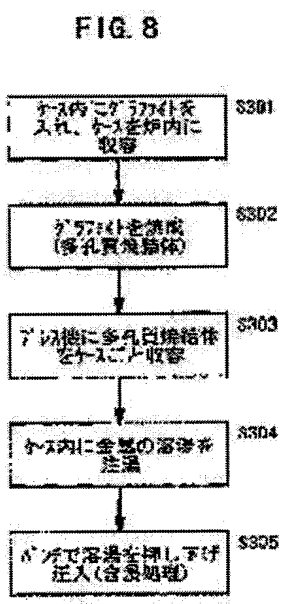 FIG. 8
ケース内にグラファイトを
入れ、ケースを炉内に
収容
S301
グラファイトを焼成
(多孔質焼結体)
S302
プレス機に多孔質焼結体
をケースごと収容
S303
ケース内に金属の溶湯を
注湯
S304
パンチで溶湯を押し下げ
圧入(含浸処理)
S305